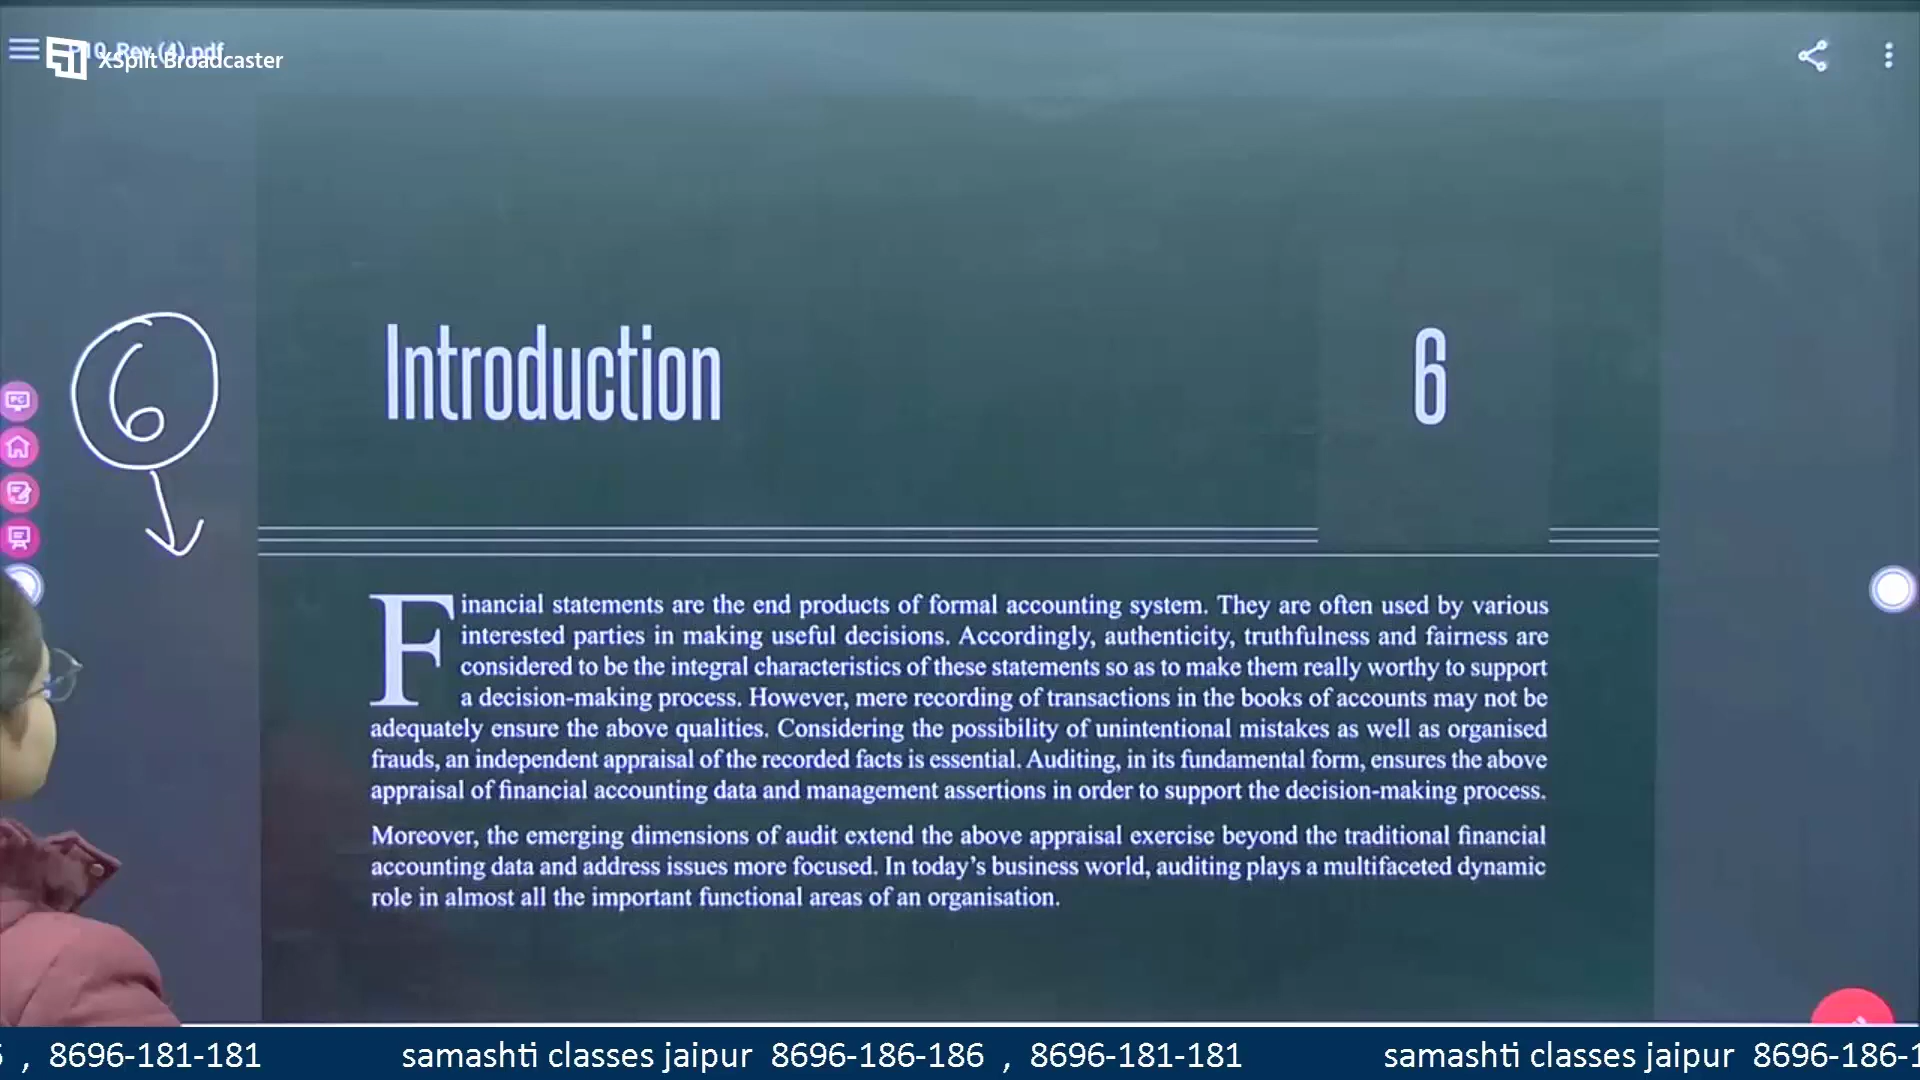 P10_Rev (4).pdf
XSplit Broadcaster
6
Introduction
6
Financial statements are the end products of formal accounting system. They are often used by various
interested parties in making useful decisions. Accordingly, authenticity, truthfulness and fairness are
considered to be the integral characteristics of these statements so as to make them really worthy to support
a decision-making process. However, mere recording of transactions in the books of accounts may not be
adequately ensure the above qualities. Considering the possibility of unintentional mistakes as well as organised
frauds, an independent appraisal of the recorded facts is essential. Auditing, in its fundamental form, ensures the above
appraisal of financial accounting data and management assertions in order to support the decision-making process.
Moreover, the emerging dimensions of audit extend the above appraisal exercise beyond the traditional financial
accounting data and address issues more focused. In today's business world, auditing plays a multifaceted dynamic
role in almost all the important functional areas of an organisation.
PC
, 8696-181-181 samashti classes jaipur 8696-186-186 , 8696-181-181 samashti classes jaipur 8696-186-1